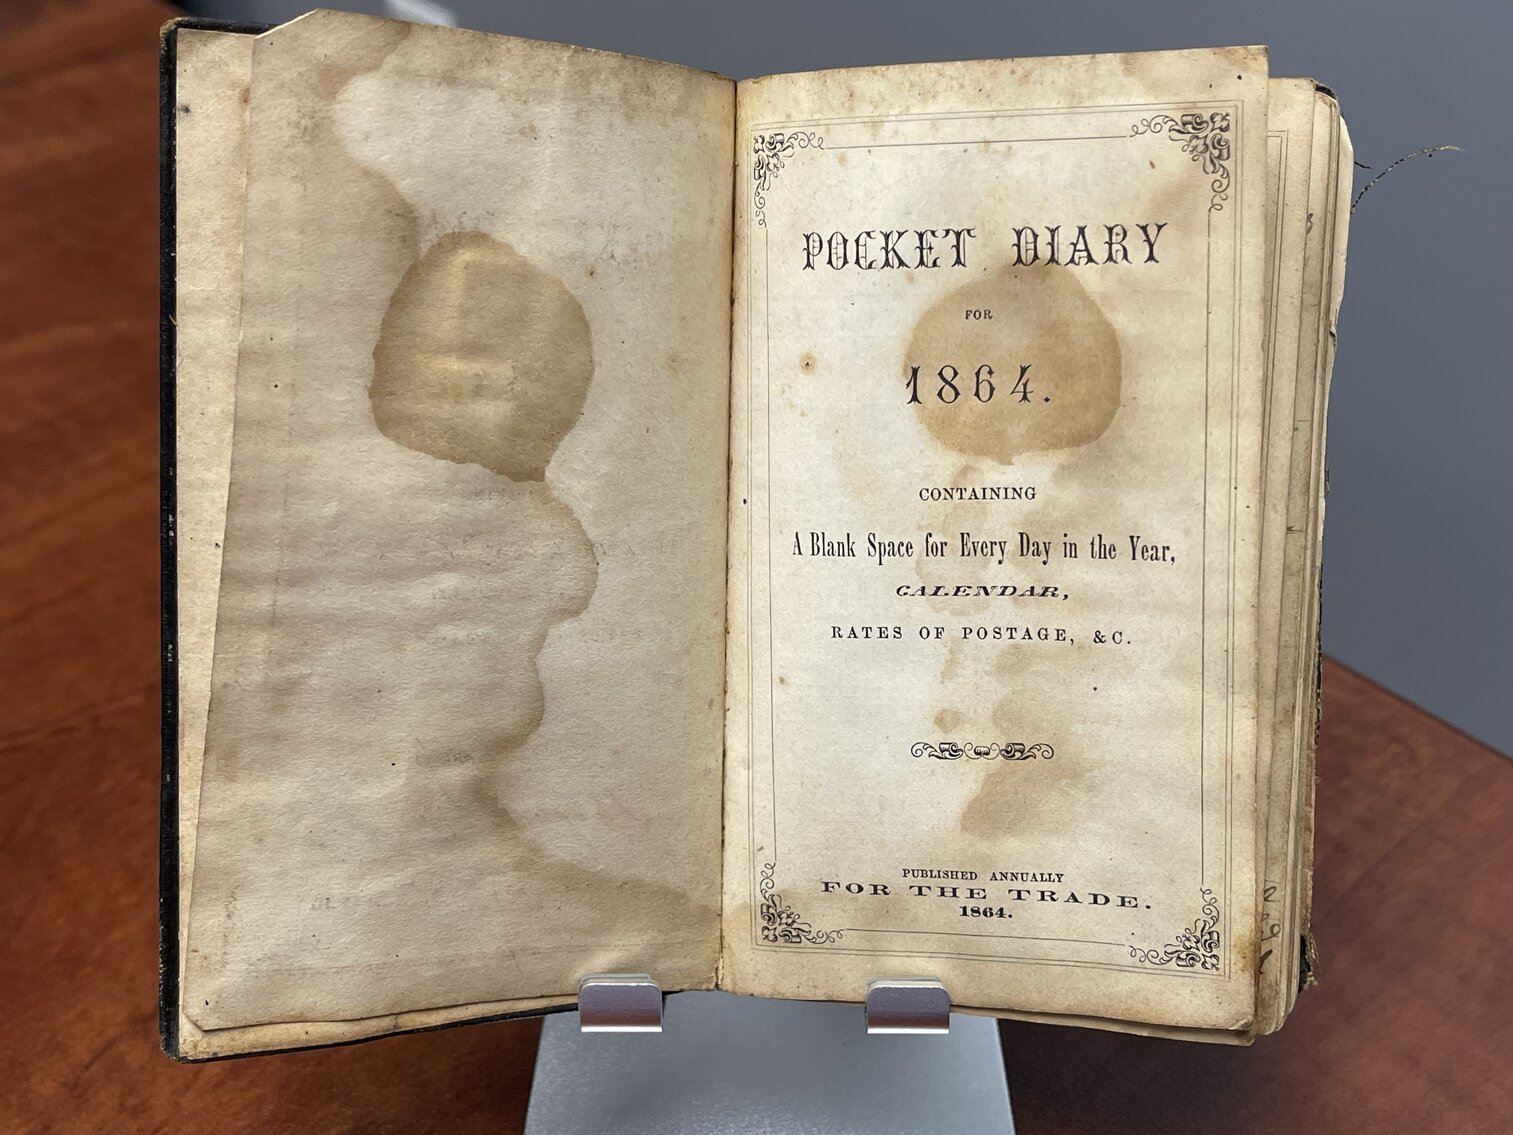 POCKET DIARY
FOR
1864.
CONTAINING
A Blank Space for Every Day in the Year,
CALENDAR,
RATES OF POSTAGE, &C.
PUBLISHED ANNUALLY
FOR THE TRADE.
1864.